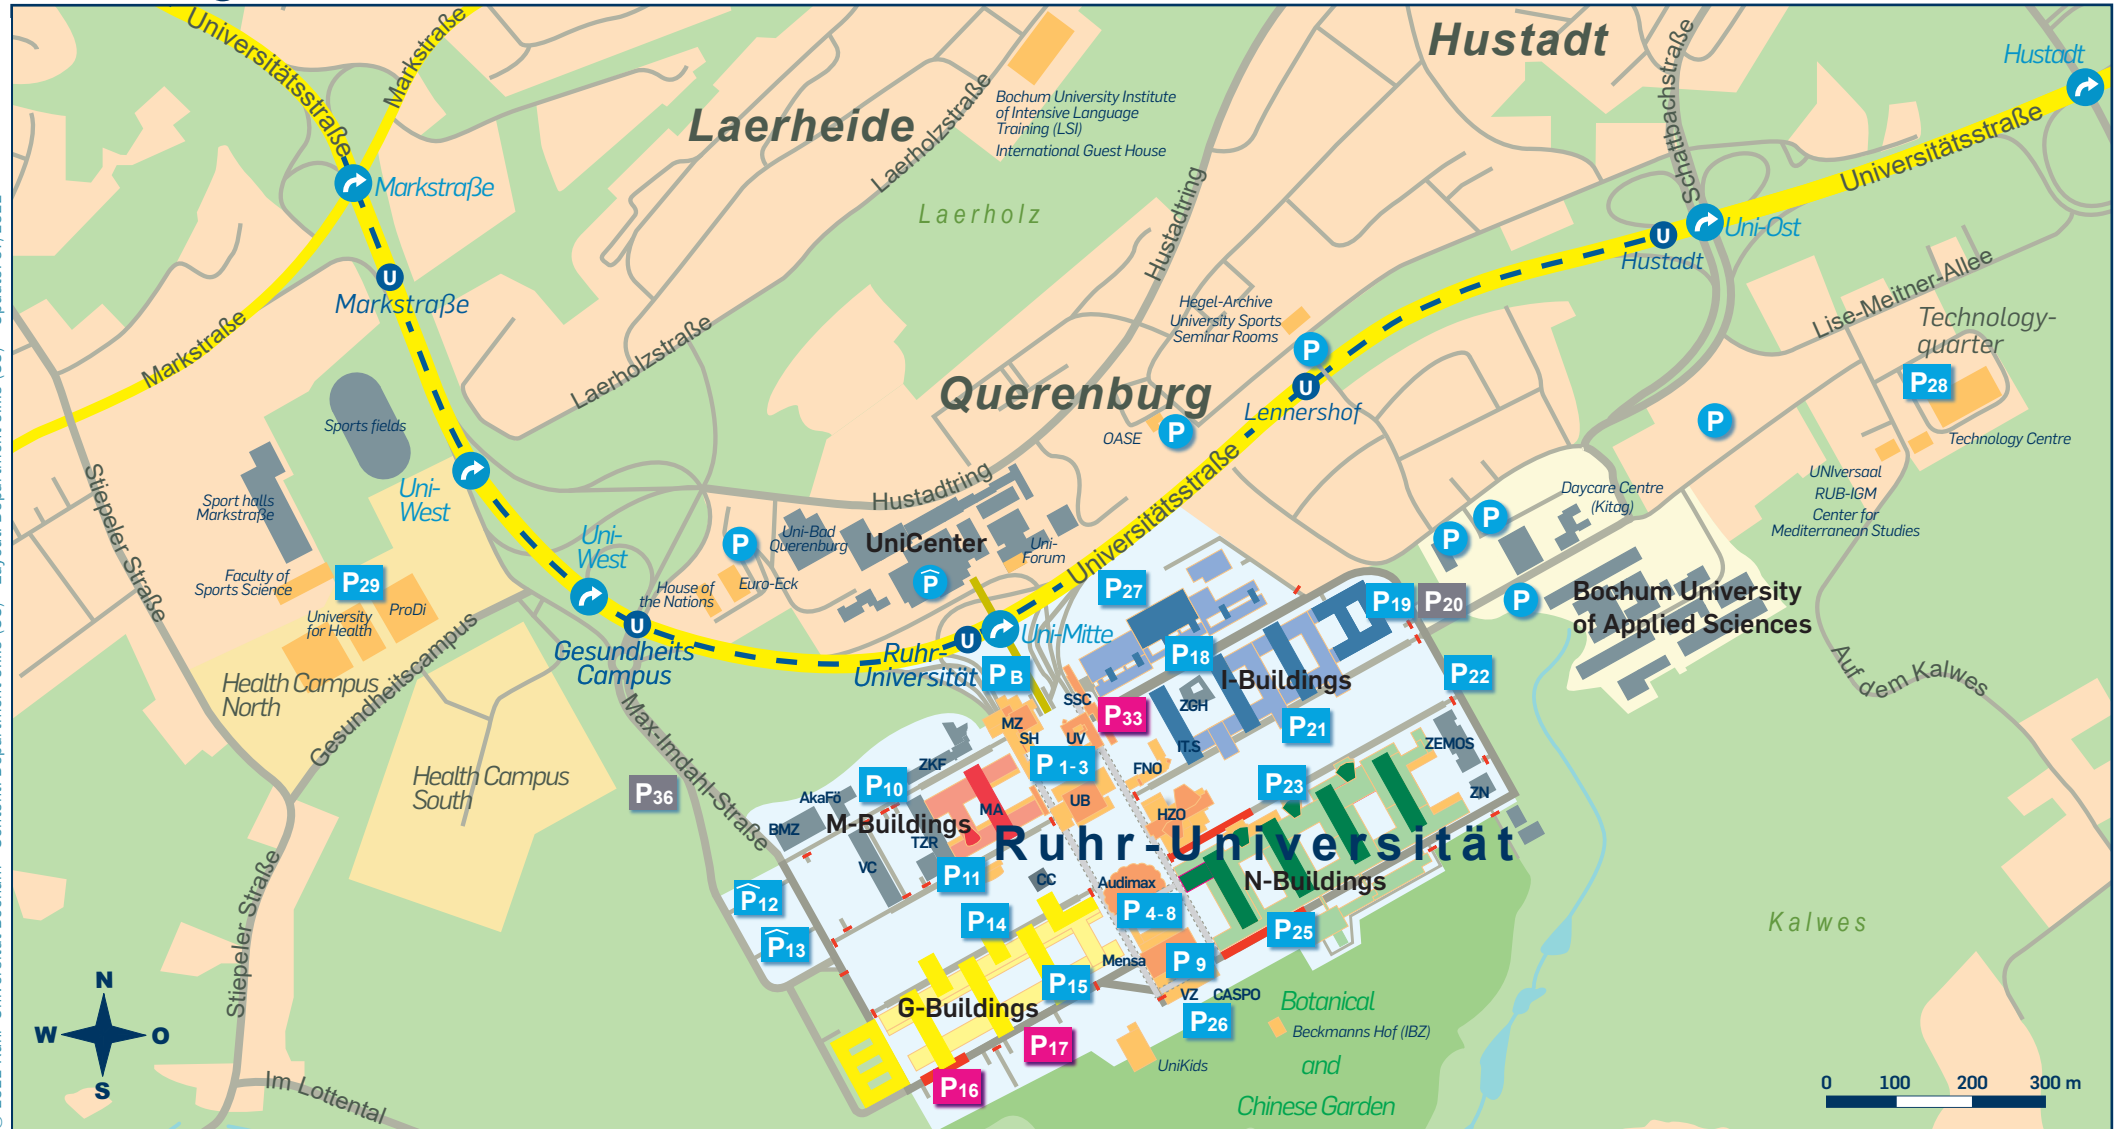 Universitätsstraße
Markstraße
Laerheide
Laerholzstraße
Bochum University Institute
of Intensive Language
Training (LSI)
International Guest House
Hustadt
Schattbachstraße
Hustadt
Universitätsstraße
Markstraße
Laerholz
Hustadtring
Uni-Ost
U
Hustadt
Lise-Meitner-Allee
Technology-
quarter
P28
Technology Centre
U
Markstraße
Markstraße
Laerholzstraße
Hegel-Archive
University Sports
Seminar Rooms
P
U
Lennershof
Querenburg
OASE
P
P
UNIversaal
RUB-IGM
Center for
Mediterranean Studies
Sports fields
Sport halls
Markstraße
Uni-
West
Stiepeler Straße
Hustadtring
Universitätsstraße
Daycare Centre
(Kitag)
P
P
P
Bochum University
of Applied Sciences
Uni-
West
P
Uni-Bad
Querenburg
UniCenter
P
Uni-
Forum
Euro-Eck
House of
the Nations
Faculty of
Sports Science
P29
ProDi
University
for Health
U
Gesundheits
Campus
U
Ruhr-
Universität
Uni-Mitte
P B
P27
P18
P19
P20
P22
Auf dem Kalwes
Health Campus
North
Gesundheitscampus
Health Campus
South
Max-Imdahl-Straße
P36
I-Buildings
ZGH
SSC
P33
MZ
SH
UV
IT.S
P21
ZEMOS
ZN
P 1-3
FNO
UB
HZO
P23
ZKF
P10
AkaFö
BMZ
M-Buildings
MA
TZR
VC
Ruhr-Universität
P11
CC
Audimax
N-Buildings
P12
P13
P14
P 4-8
P25
Kalwes
Mensa
P 9
P15
VZ
CASPO
P26
G-Buildings
P17
P16
UniKids
Botanical
Beckmanns Hof (IBZ)
and
Chinese Garden
Stiepeler Straße
Im Lottental
N
W
O
S
0 100 200 300 m